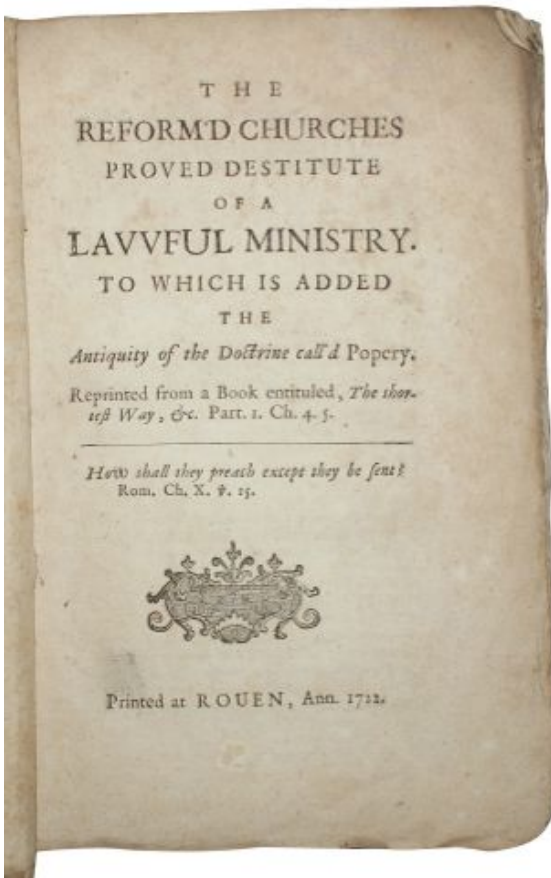 THE
REFORM'D CHURCHES
PROVED DESTITUTE
OF A
LAVVFUL MINISTRY.
TO WHICH IS ADDED
THE
Antiquity of the Doctrine call'd Popery.
Reprinted from a Book entituled, The shor-
test Way, &c. Part. 1. Ch. 4. 5.
How shall they preach except they be sent?
Rom. Ch. X. ℣. 15.
Printed at ROUEN, Ann. 1722.